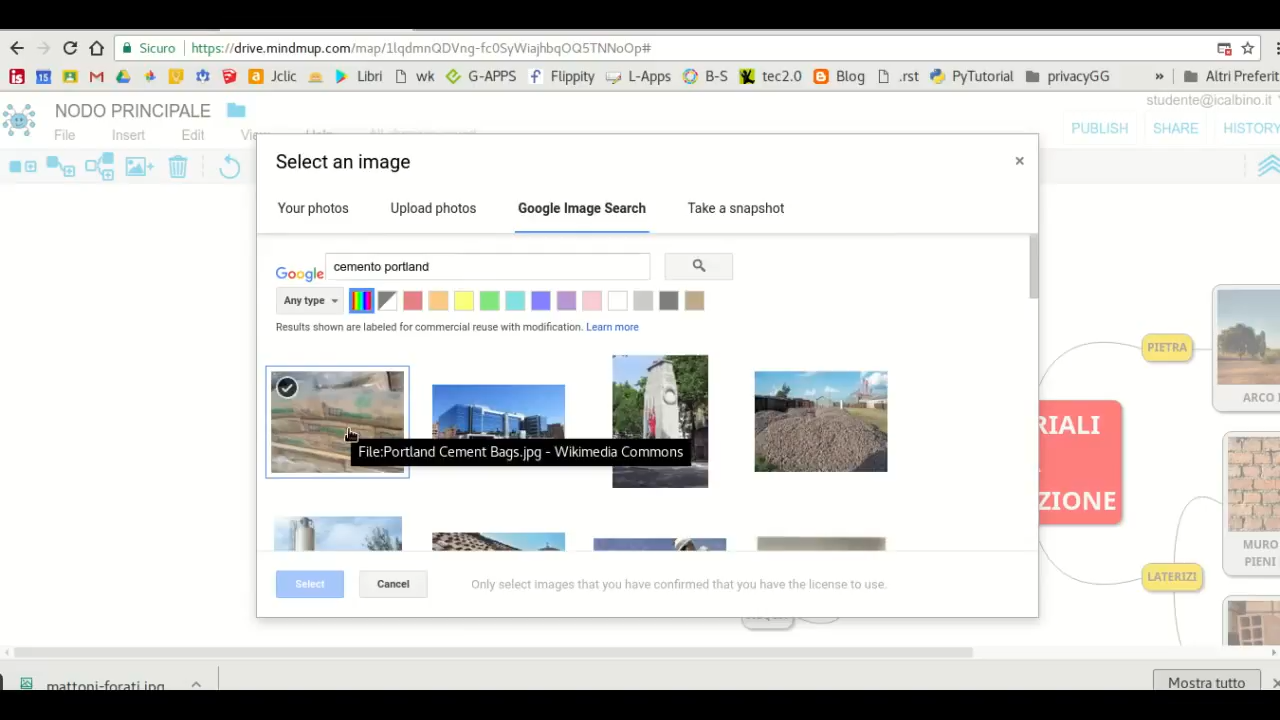 Sicuro https://drive.mindmup.com/map/1lqdmnQDVng-fc0SyWiajhbqOQ5TNNoOp#
Jclic Libri wk G-APPS Flippity L-Apps B-S tec2.0 Blog .rst PyTutorial privacyGG » Altri Preferit
NODO PRINCIPALE
studente@icalbino.it
File Insert Edit View Help
PUBLISH SHARE HISTORY
Select an image
×
Your photos Upload photos Google Image Search Take a snapshot
Google cemento portland
Any type
Results shown are labeled for commercial reuse with modification. Learn more
File:Portland Cement Bags.jpg - Wikimedia Commons
PIETRA
ARCO
RIALI
ZIONE
MURO
PIENI
LATERIZI
Select Cancel Only select images that you have confirmed that you have the license to use.
mattoni-forati.jpg
Mostra tutto